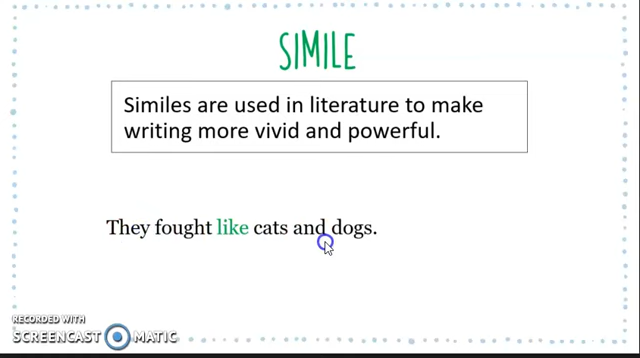 SIMILE
Similes are used in literature to make
writing more vivid and powerful.
They fought like cats and dogs.
RECORDED WITH
SCREENCAST MATIC